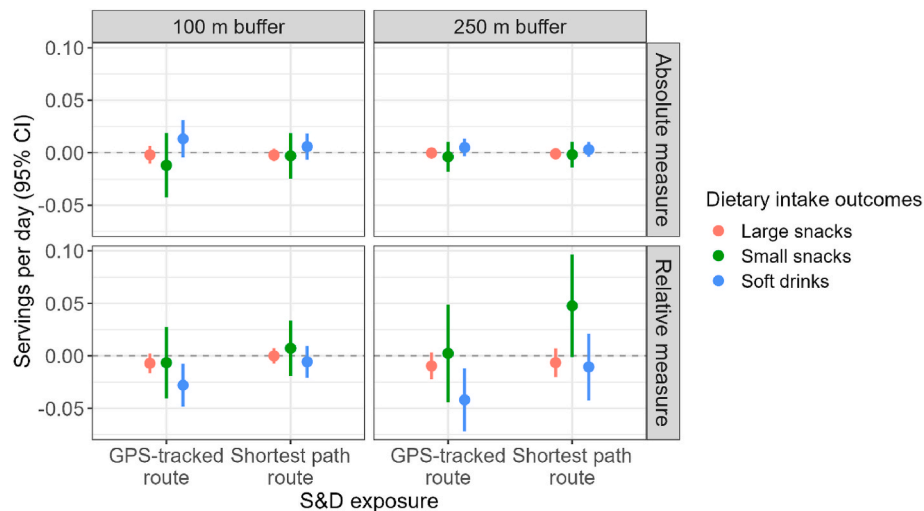 100 m buffer
250 m buffer
Servings per day (95% CI)
0.10
0.05
0.00
-0.05
Absolute measure
0.10
0.05
0.00
-0.05
Relative measure
GPS-tracked
route
Shortest path
route
GPS-tracked
route
Shortest path
route
S&D exposure
Dietary intake outcomes
Large snacks
Small snacks
Soft drinks